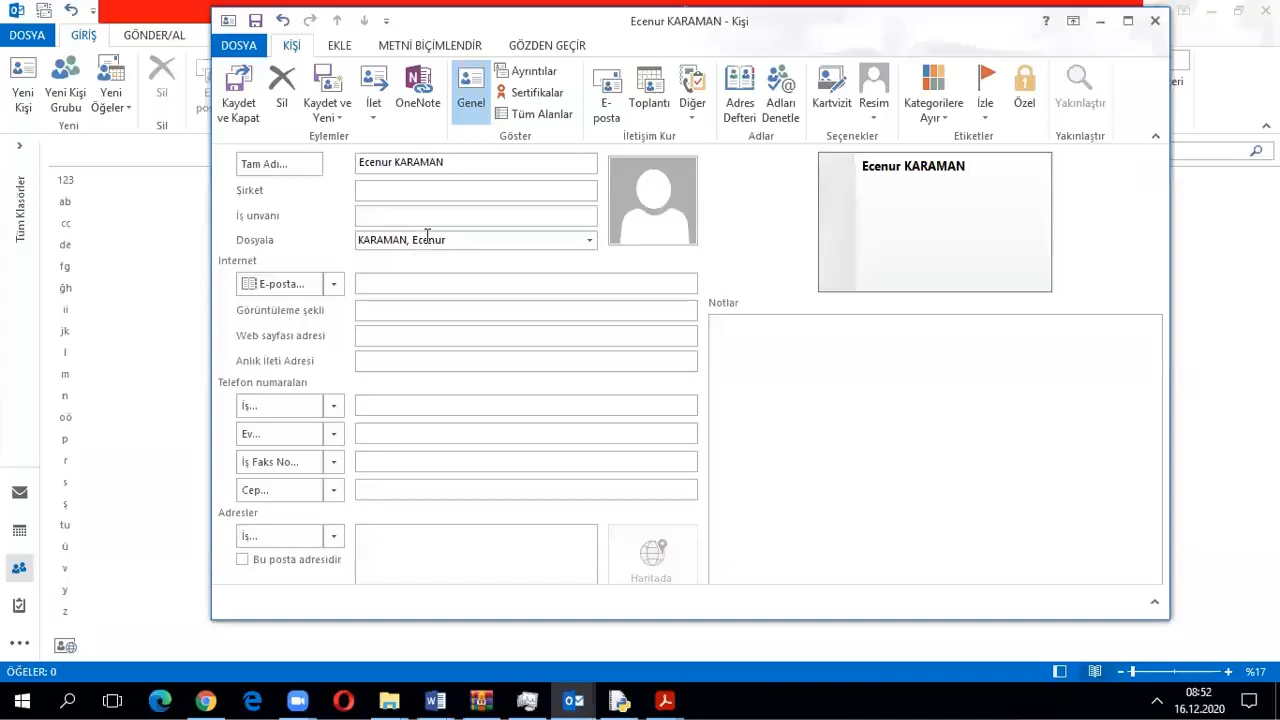 Ecenur KARAMAN - Kişi
?
DOSYA
GİRİŞ
GÖNDER/AL
DOSYA
KİŞİ
EKLE
METNİ BİÇİMLENDİR
GÖZDEN GEÇİR
Yeni
Kişi
Yeni Kişi
Grubu
Yeni
Öğeler
Sil
Yeni
Sil
Kaydet
ve Kapat
Sil
Kaydet ve
Yeni
İlet
OneNote
Eylemler
Genel
Ayrıntılar
Sertifikalar
Tüm Alanlar
Göster
E-
posta
Toplantı
Diğer
İletişim Kur
Adres
Defteri
Adları
Denetle
Adlar
Kartvizit
Resim
Seçenekler
Kategorilere
Ayır
İzle
Özel
Etiketler
Yakınlaştır
Yakınlaştır
Tüm Klasörler
123
ab
cç
de
fg
ğh
ıi
jk
l
m
n
oö
p
r
s
ş
tu
ü
v
y
z
Tam Adı...
Ecenur KARAMAN
Şirket
İş unvanı
Dosyala
KARAMAN, Ecenur
Internet
E-posta...
Görüntüleme şekli
Web sayfası adresi
Anlık İleti Adresi
Telefon numaraları
İş...
Ev...
İş Faks No...
Cep...
Adresler
İş...
Bu posta adresidir
Haritada
Ecenur KARAMAN
Notlar
ÖĞELER: 0
%17
08:52
16.12.2020